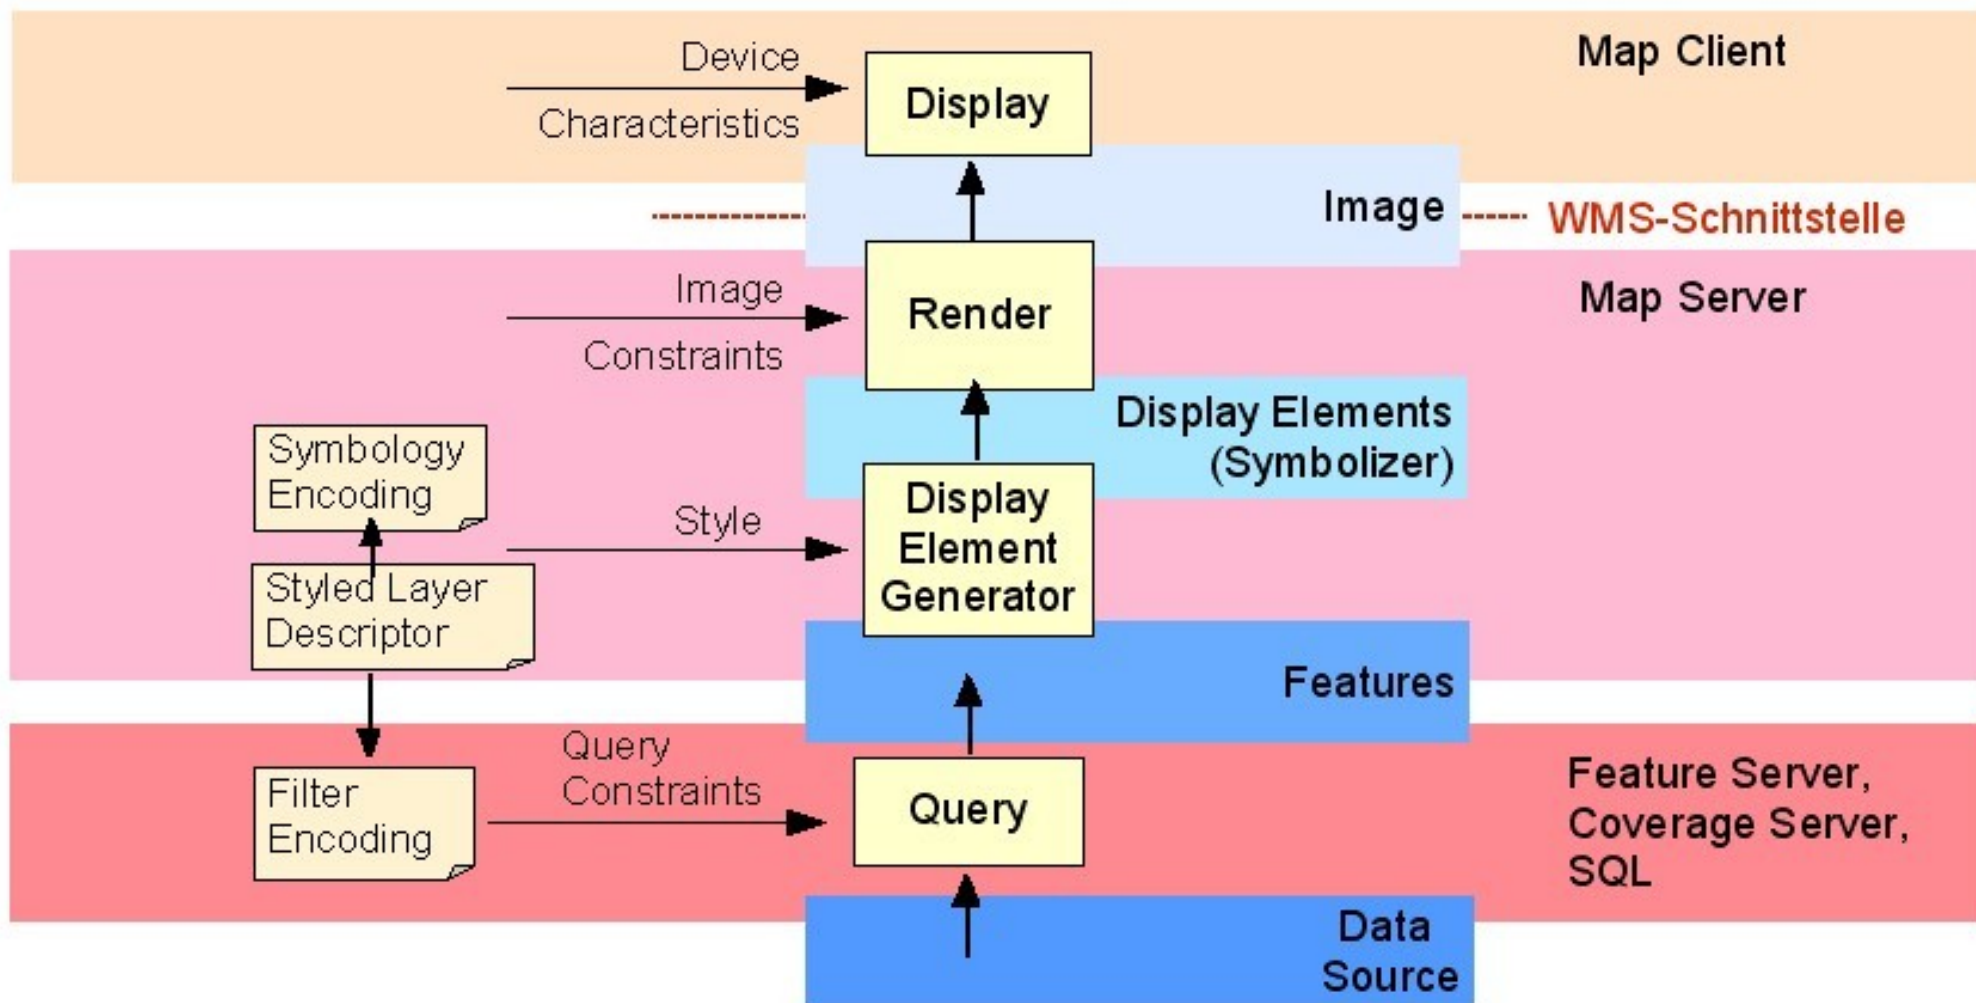 Device
Characteristics
Display
Map Client
Image
WMS-Schnittstelle
Image
Constraints
Render
Map Server
Display Elements
(Symbolizer)
Symbology
Encoding
Style
Display
Element
Generator
Styled Layer
Descriptor
Features
Query
Constraints
Filter
Encoding
Query
Feature Server,
Coverage Server,
SQL
Data
Source